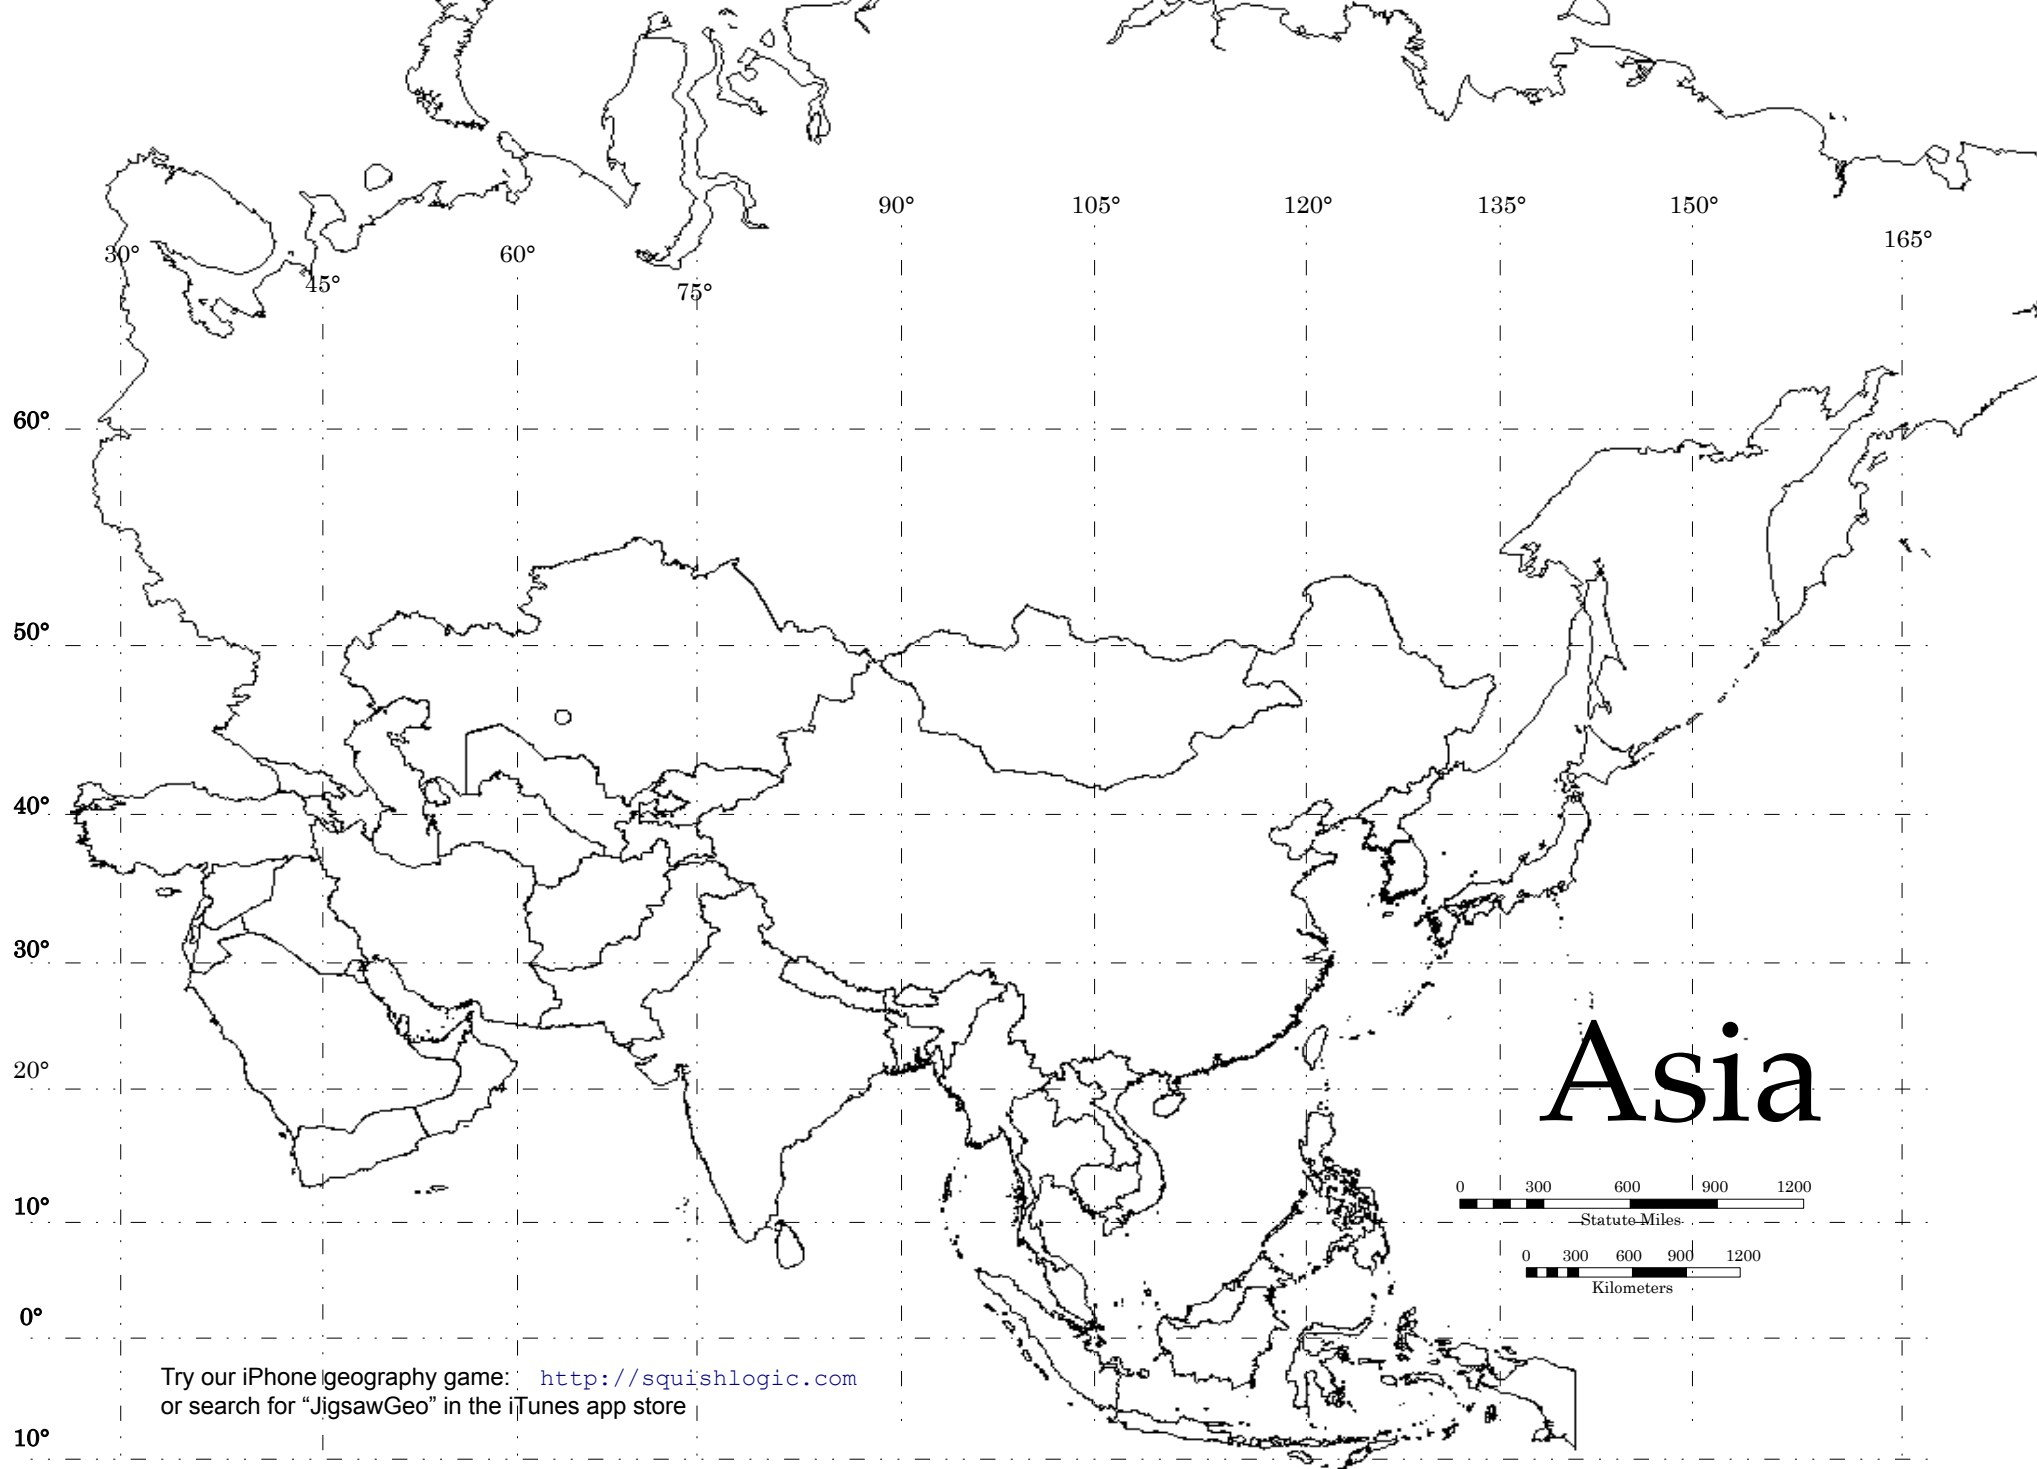 90° 105° 120° 135° 150°
165°
30° 60°
45°
75°
60°
50°
40°
30°
20°
Asia
10°
0 300 600 900 1200
Statute Miles
0 300 600 900 1200
Kilometers
0°
Try our iPhone geography game: http://squishlogic.com
or search for “JigsawGeo” in the iTunes app store
10°